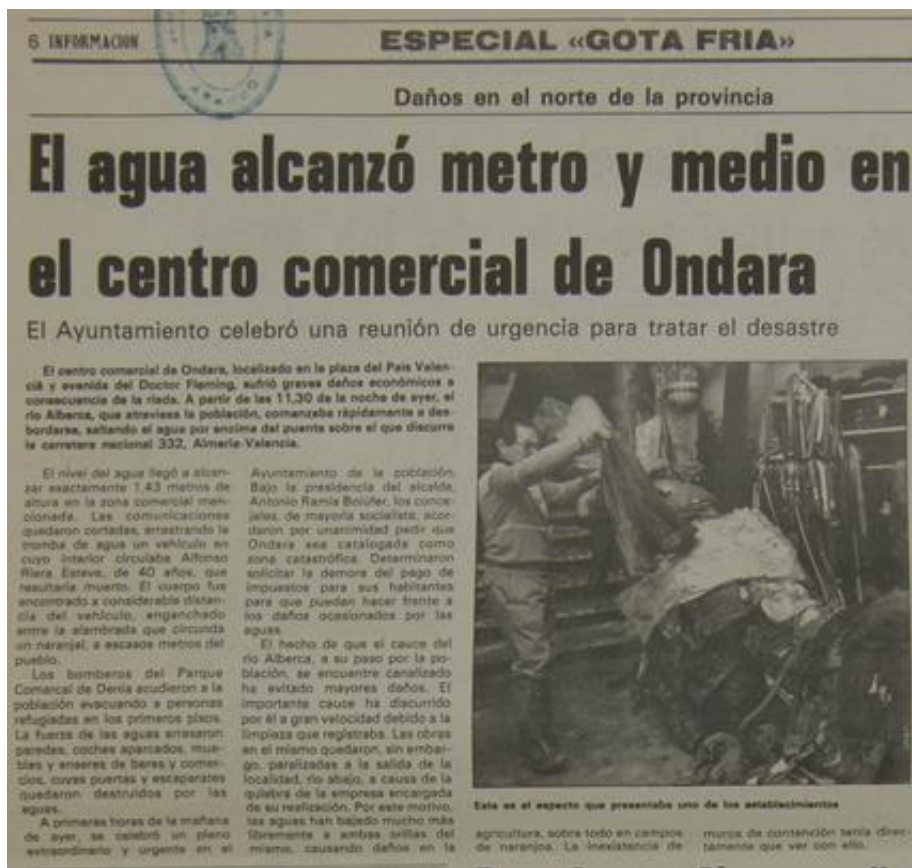 6 INFORMACION
ESPECIAL «GOTA FRIA»
Daños en el norte de la provincia
El agua alcanzó metro y medio en
el centro comercial de Ondara
El Ayuntamiento celebró una reunión de urgencia para tratar el desastre
El centro comercial de Ondara, localizado en la plaza del País Valen-
cià y avenida del Doctor Fleming, sufrió graves daños económicos a
consecuencia de la riada. A partir de las 11,30 de la noche de ayer, el
río Alberca, que atraviesa la población, comenzaba rápidamente a des-
bordarse, saltando el agua por encima del puente sobre el que discurre
la carretera nacional 332, Almería-Valencia.
El nivel del agua llegó a alcan-
zar exactamente 1,43 metros de
altura en la zona comercial men-
cionada. Las comunicaciones
quedaron cortadas, arrastrando la
tromba de agua un vehículo en
cuyo interior circulaba Alfonso
Riera Esteve, de 40 años, que
resultaría muerto. El cuerpo fue
encontrado a considerable distan-
cia del vehículo, enganchado
entre la alambrada que circunda
un naranjal, a escasos metros del
pueblo.
Los bomberos del Parque
Comarcal de Denia acudieron a la
población evacuando a personas
refugiadas en los primeros pisos.
La fuerza de las aguas arrasaron
paredes, coches aparcados, mue-
bles y enseres de bares y comer-
cios, cuyas puertas y escaparates
quedaron destruidos por las
aguas.
A primeras horas de la mañana
de ayer, se celebró un pleno
extraordinario y urgente en el
Ayuntamiento de la población.
Bajo la presidencia del alcalde,
Antonio Ramis Bolúfer, los conce-
jales, de mayoría socialista, acor-
daron por unanimidad pedir que
Ondara sea catalogada como
zona catastrófica. Determinaron
solicitar la demora del pago de
impuestos para sus habitantes
para que puedan hacer frente a
los daños ocasionados por las
aguas.
El hecho de que el cauce del
río Alberca, a su paso por la po-
blación, se encuentre canalizado
ha evitado mayores daños. El
importante cauce ha discurrido
por él a gran velocidad debido a la
limpieza que registraba. Las obras
en el mismo quedaron, sin embar-
go, paralizadas a la salida de la
localidad, río abajo, a causa de la
quiebra de la empresa encargada
de su realización. Por este motivo,
las aguas han bajado mucho más
libremente a ambas orillas del
mismo, causando daños en la
Este es el aspecto que presentaba uno de los establecimientos
agricultura, sobre todo en campos
de naranjos. La inexistencia de
muros de contención tenía direc-
tamente que ver con ello.